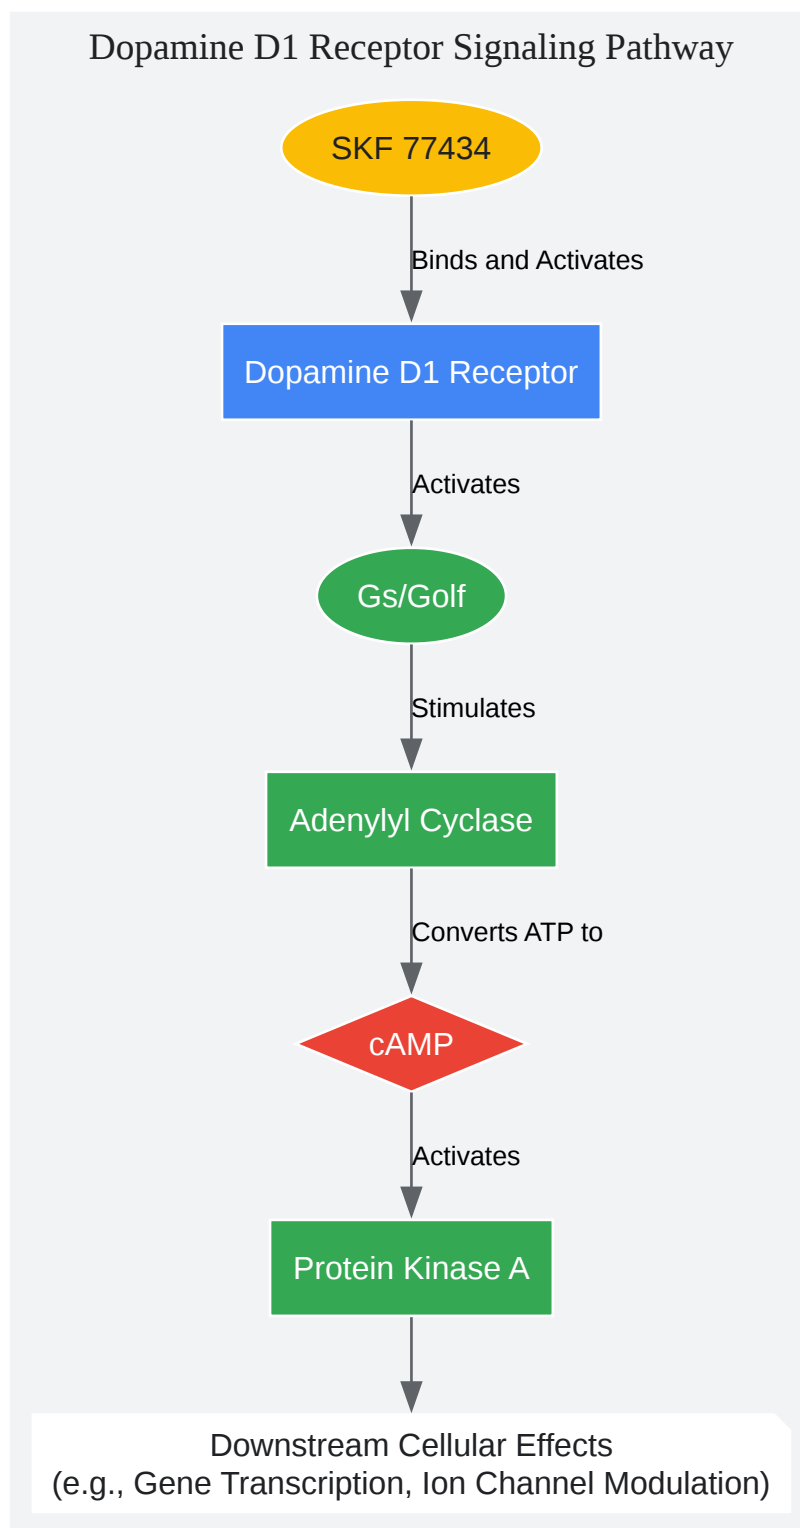 Dopamine D1 Receptor Signaling Pathway
SKF 77434
Binds and Activates
Dopamine D1 Receptor
Activates
Gs/Golf
Stimulates
Adenylyl Cyclase
Converts ATP to
cAMP
Activates
Protein Kinase A
Downstream Cellular Effects
(e.g., Gene Transcription, Ion Channel Modulation)